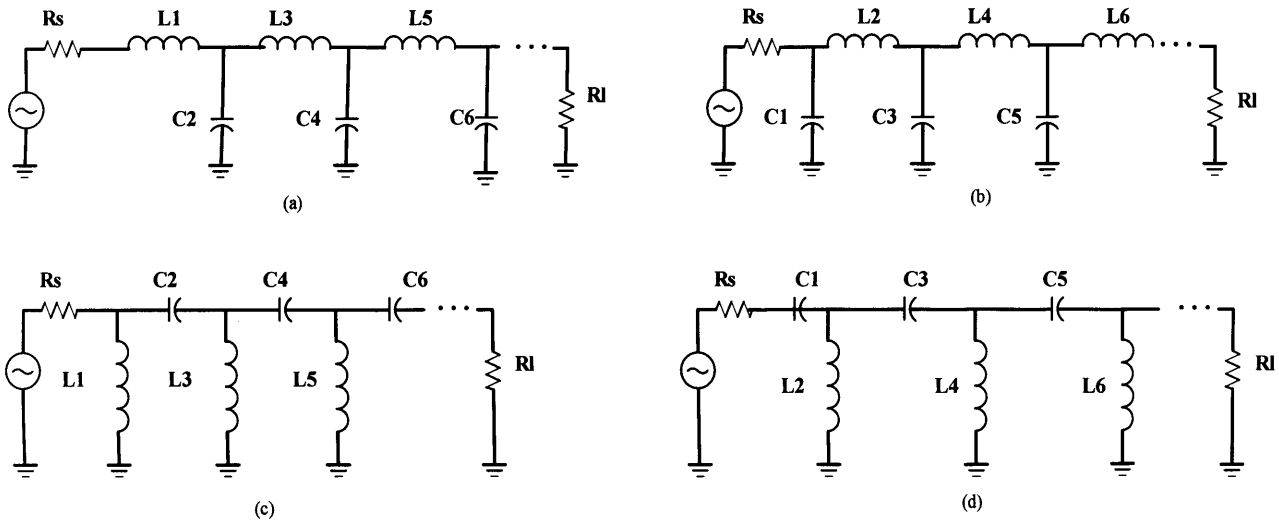 Rs L1 L3 L5
C2 C4 C6 Rl
(a)
Rs L2 L4 L6
C1 C3 C5 Rl
(b)
Rs C2 C4 C6
L1 L3 L5 Rl
(c)
Rs C1 C3 C5
L2 L4 L6 Rl
(d)